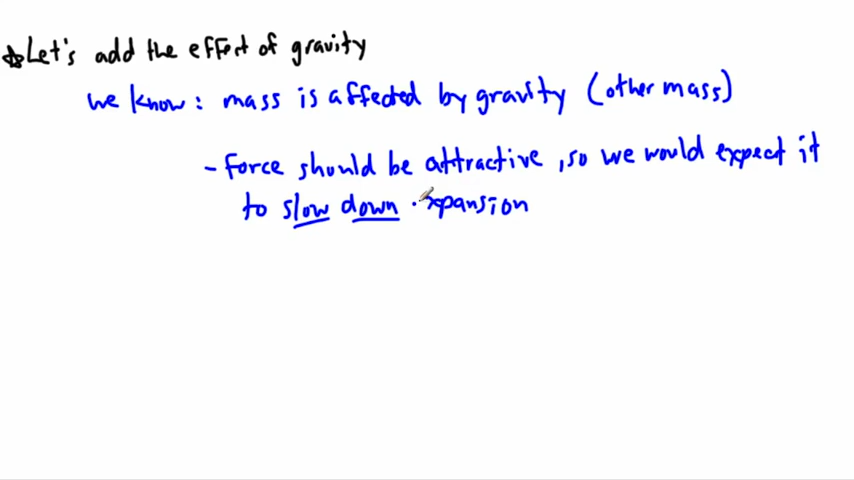 ☆Let's add the effect of gravity
we know: mass is affected by gravity (other mass)
- Force should be attractive, so we would expect it
to slow down expansion